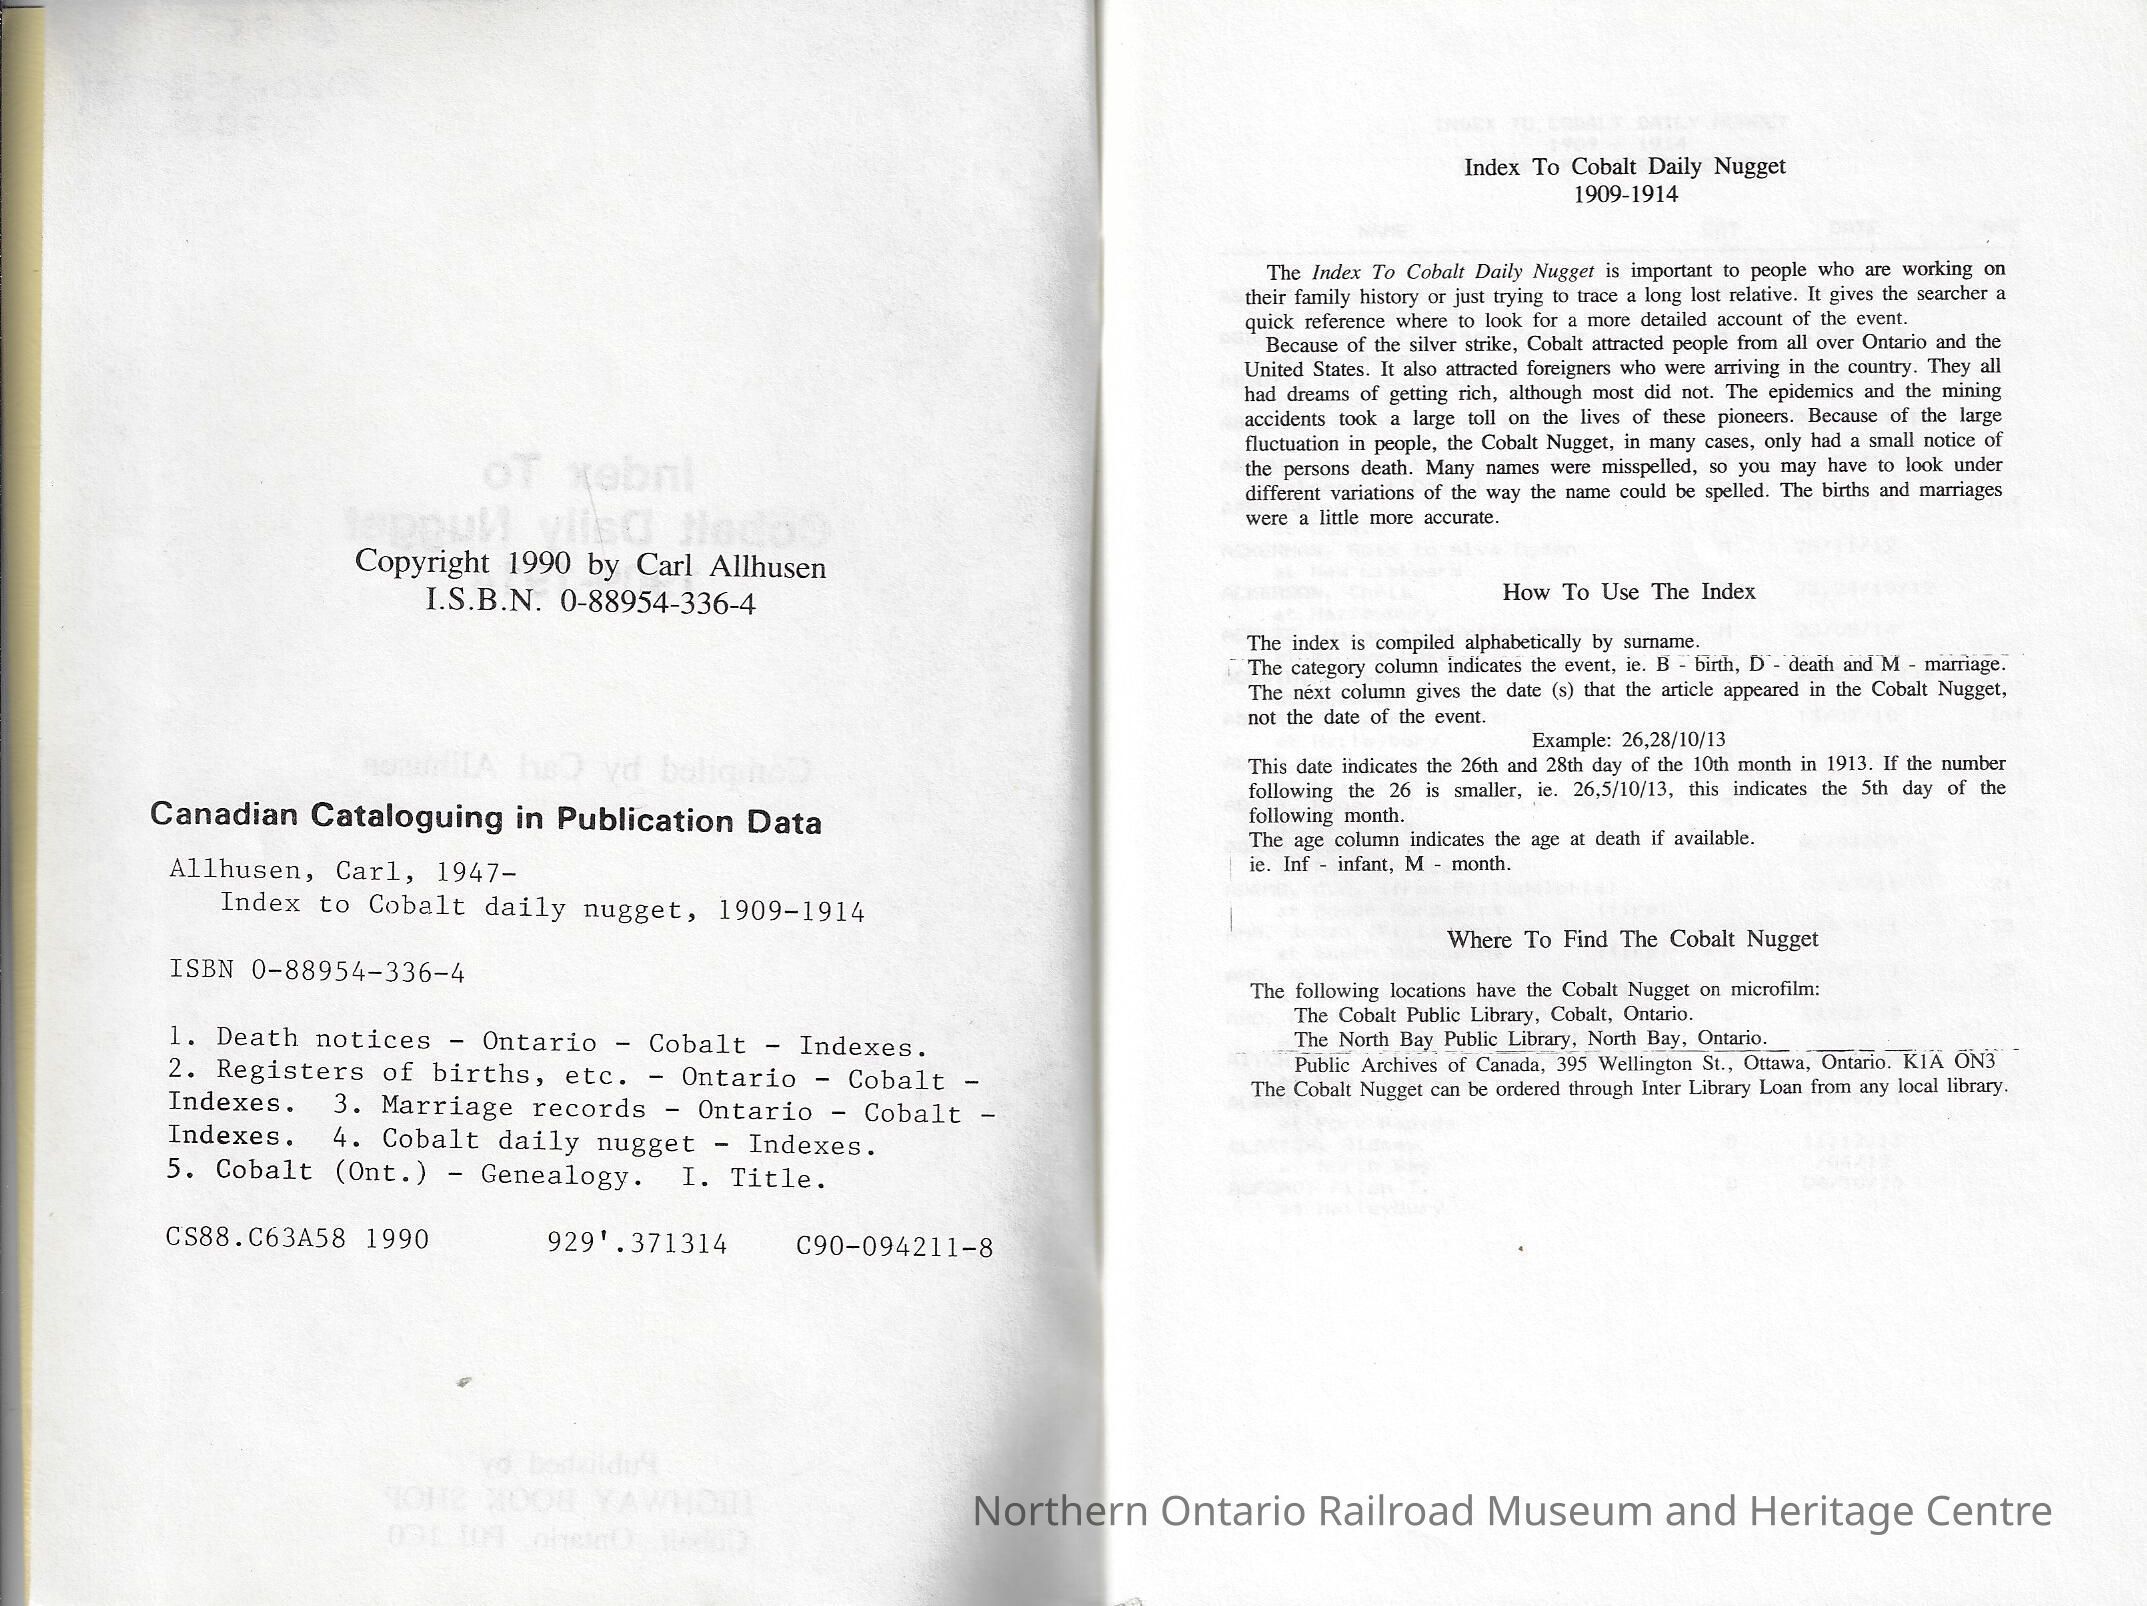 Copyright 1990 by Carl Allhusen
I.S.B.N. 0-88954-336-4
Canadian Cataloguing in Publication Data
Allhusen, Carl, 1947-
Index to Cobalt daily nugget, 1909-1914
ISBN 0-88954-336-4
1. Death notices - Ontario - Cobalt - Indexes.
2. Registers of births, etc. - Ontario - Cobalt -
Indexes. 3. Marriage records - Ontario - Cobalt -
Indexes. 4. Cobalt daily nugget - Indexes.
5. Cobalt (Ont.) - Genealogy. I. Title.
CS88.C63A58 1990 929'.371314 C90-094211-8
Index To Cobalt Daily Nugget
1909-1914
The Index To Cobalt Daily Nugget is important to people who are working on
their family history or just trying to trace a long lost relative. It gives the searcher a
quick reference where to look for a more detailed account of the event.
Because of the silver strike, Cobalt attracted people from all over Ontario and the
United States. It also attracted foreigners who were arriving in the country. They all
had dreams of getting rich, although most did not. The epidemics and the mining
accidents took a large toll on the lives of these pioneers. Because of the large
fluctuation in people, the Cobalt Nugget, in many cases, only had a small notice of
the persons death. Many names were misspelled, so you may have to look under
different variations of the way the name could be spelled. The births and marriages
were a little more accurate.
How To Use The Index
The index is compiled alphabetically by surname.
The category column indicates the event, ie. B - birth, D - death and M - marriage.
The next column gives the date (s) that the article appeared in the Cobalt Nugget,
not the date of the event.
Example: 26,28/10/13
This date indicates the 26th and 28th day of the 10th month in 1913. If the number
following the 26 is smaller, ie. 26,5/10/13, this indicates the 5th day of the
following month.
The age column indicates the age at death if available.
ie. Inf - infant, M - month.
Where To Find The Cobalt Nugget
The following locations have the Cobalt Nugget on microfilm:
The Cobalt Public Library, Cobalt, Ontario.
The North Bay Public Library, North Bay, Ontario.
Public Archives of Canada, 395 Wellington St., Ottawa, Ontario. K1A ON3
The Cobalt Nugget can be ordered through Inter Library Loan from any local library.
Northern Ontario Railroad Museum and Heritage Centre